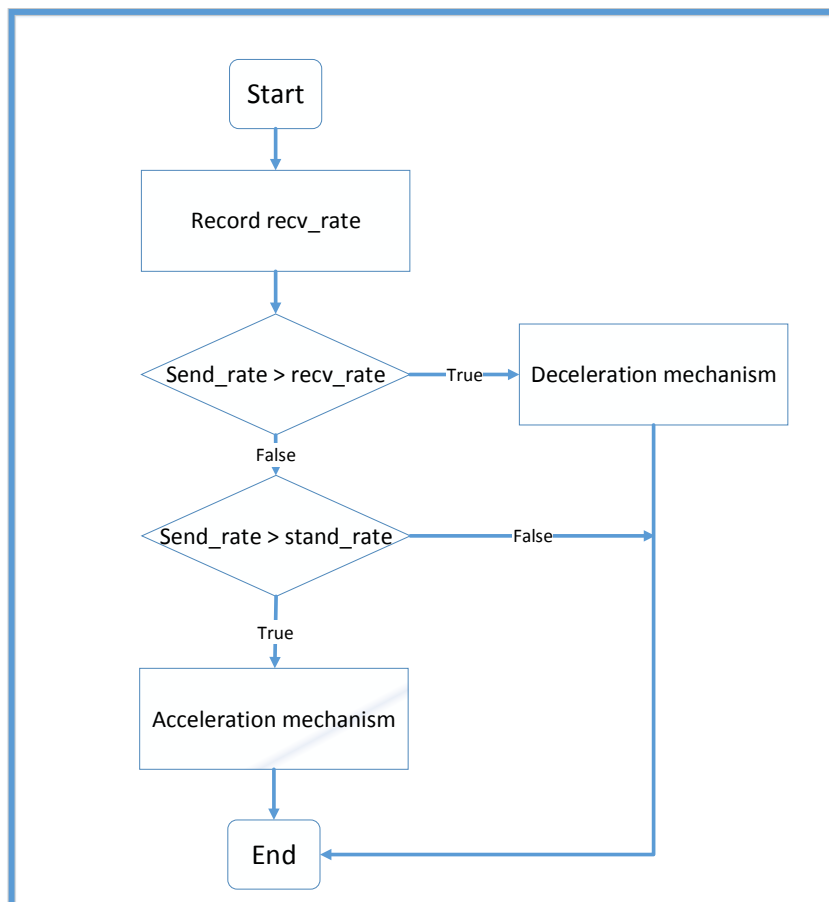 Start
Record recv_rate
Send_rate > recv_rate
True
Deceleration mechanism
False
Send_rate > stand_rate
False
True
Acceleration mechanism
End